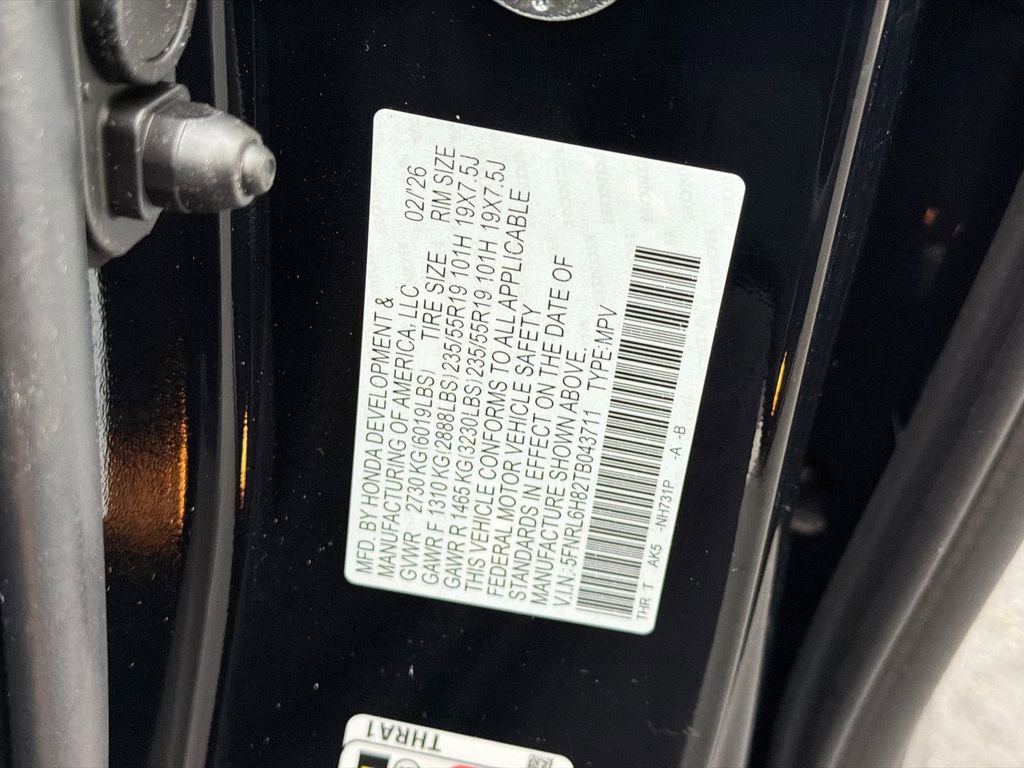 MFD. BY HONDA DEVELOPMENT &
MANUFACTURING OF AMERICA, LLC 02/26
GVWR 2730 KG(6019LBS) TIRE SIZE RIM SIZE
GAWR F 1310 KG(2888LBS) 235/55R19 101H 19X7.5J
GAWR R 1465 KG(3230LBS) 235/55R19 101H 19X7.5J
THIS VEHICLE CONFORMS TO ALL APPLICABLE
FEDERAL MOTOR VEHICLE SAFETY
STANDARDS IN EFFECT ON THE DATE OF
MANUFACTURE SHOWN ABOVE.
V.I.N.:5FNRL6H82TB043711 TYPE:MPV
THR T AK5 -NH731P -A -B
THRA1